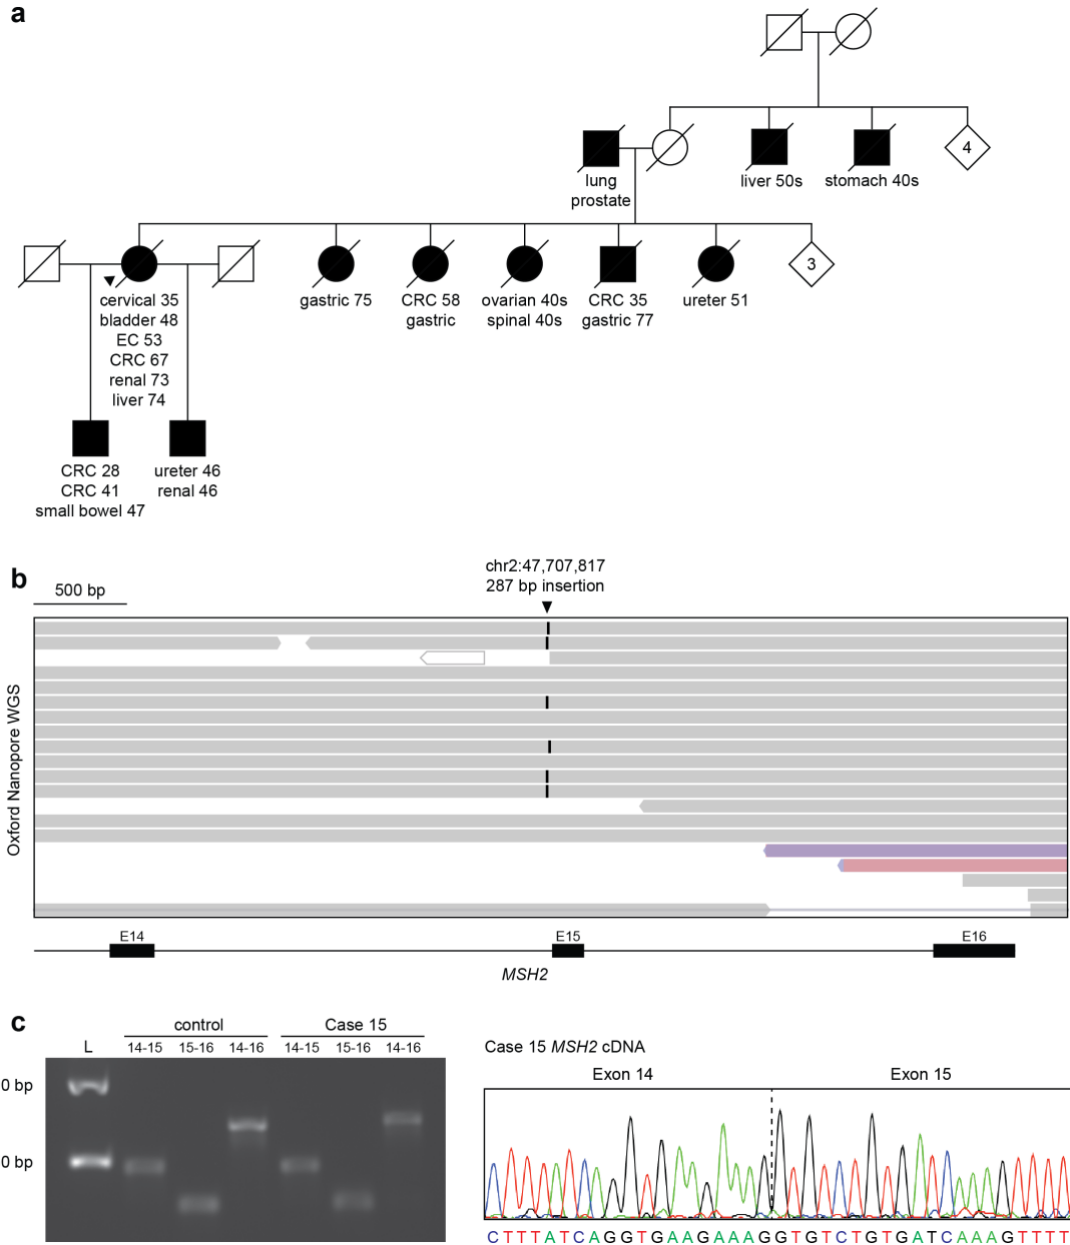 a
4
lung
prostate
liver 50s
stomach 40s
3
cervical 35
bladder 48
EC 53
CRC 67
renal 73
liver 74
gastric 75
CRC 58
gastric
ovarian 40s
spinal 40s
CRC 35
gastric 77
ureter 51
CRC 28
CRC 41
small bowel 47
ureter 46
renal 46
b
500 bp
chr2:47,707,817
287 bp insertion
Oxford Nanopore WGS
E14
E15
E16
MSH2
c
control
Case 15
L
14-15
15-16
14-16
14-15
15-16
14-16
0 bp
0 bp
Case 15 MSH2 cDNA
Exon 14
Exon 15
CTTTATCAGGTGAAGAAAGGTGTCTGTGATCAAAGTTTT